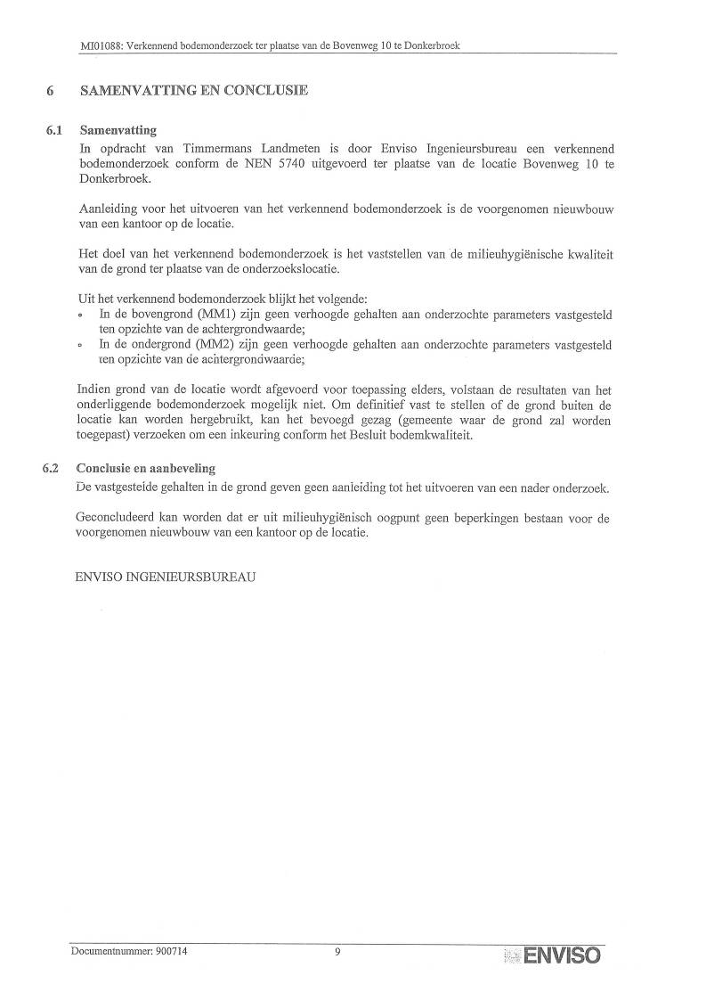 MI01088: Verkennend bodemonderzoek ter plaatse van de Bovenweg 10 te Donkerbroek
6 SAMENVATTING EN CONCLUSIE
6.1 Samenvatting
In opdracht van Timmermans Landmeten is door Enviso Ingenieursbureau een verkennend
bodemonderzoek conform de NEN 5740 uitgevoerd ter plaatse van de locatie Bovenweg 10 te
Donkerbroek.
Aanleiding voor het uitvoeren van het verkennend bodemonderzoek is de voorgenomen nieuwbouw
van een kantoor op de locatie.
Het doel van het verkennend bodemonderzoek is het vaststellen van de milieuhygiënische kwaliteit
van de grond ter plaatse van de onderzoekslocatie.
Uit het verkennend bodemonderzoek blijkt het volgende:
• In de bovengrond (MM1) zijn geen verhoogde gehalten aan onderzochte parameters vastgesteld
ten opzichte van de achtergrondwaarde;
• In de ondergrond (MM2) zijn geen verhoogde gehalten aan onderzochte parameters vastgesteld
ten opzichte van de achtergrondwaarde;
Indien grond van de locatie wordt afgevoerd voor toepassing elders, volstaan de resultaten van het
onderliggende bodemonderzoek mogelijk niet. Om definitief vast te stellen of de grond buiten de
locatie kan worden hergebruikt, kan het bevoegd gezag (gemeente waar de grond zal worden
toegepast) verzoeken om een inkeuring conform het Besluit bodemkwaliteit.
6.2 Conclusie en aanbeveling
De vastgestelde gehalten in de grond geven geen aanleiding tot het uitvoeren van een nader onderzoek.
Geconcludeerd kan worden dat er uit milieuhygiënisch oogpunt geen beperkingen bestaan voor de
voorgenomen nieuwbouw van een kantoor op de locatie.
ENVISO INGENIEURSBUREAU
Documentnummer: 900714 9 ENVISO